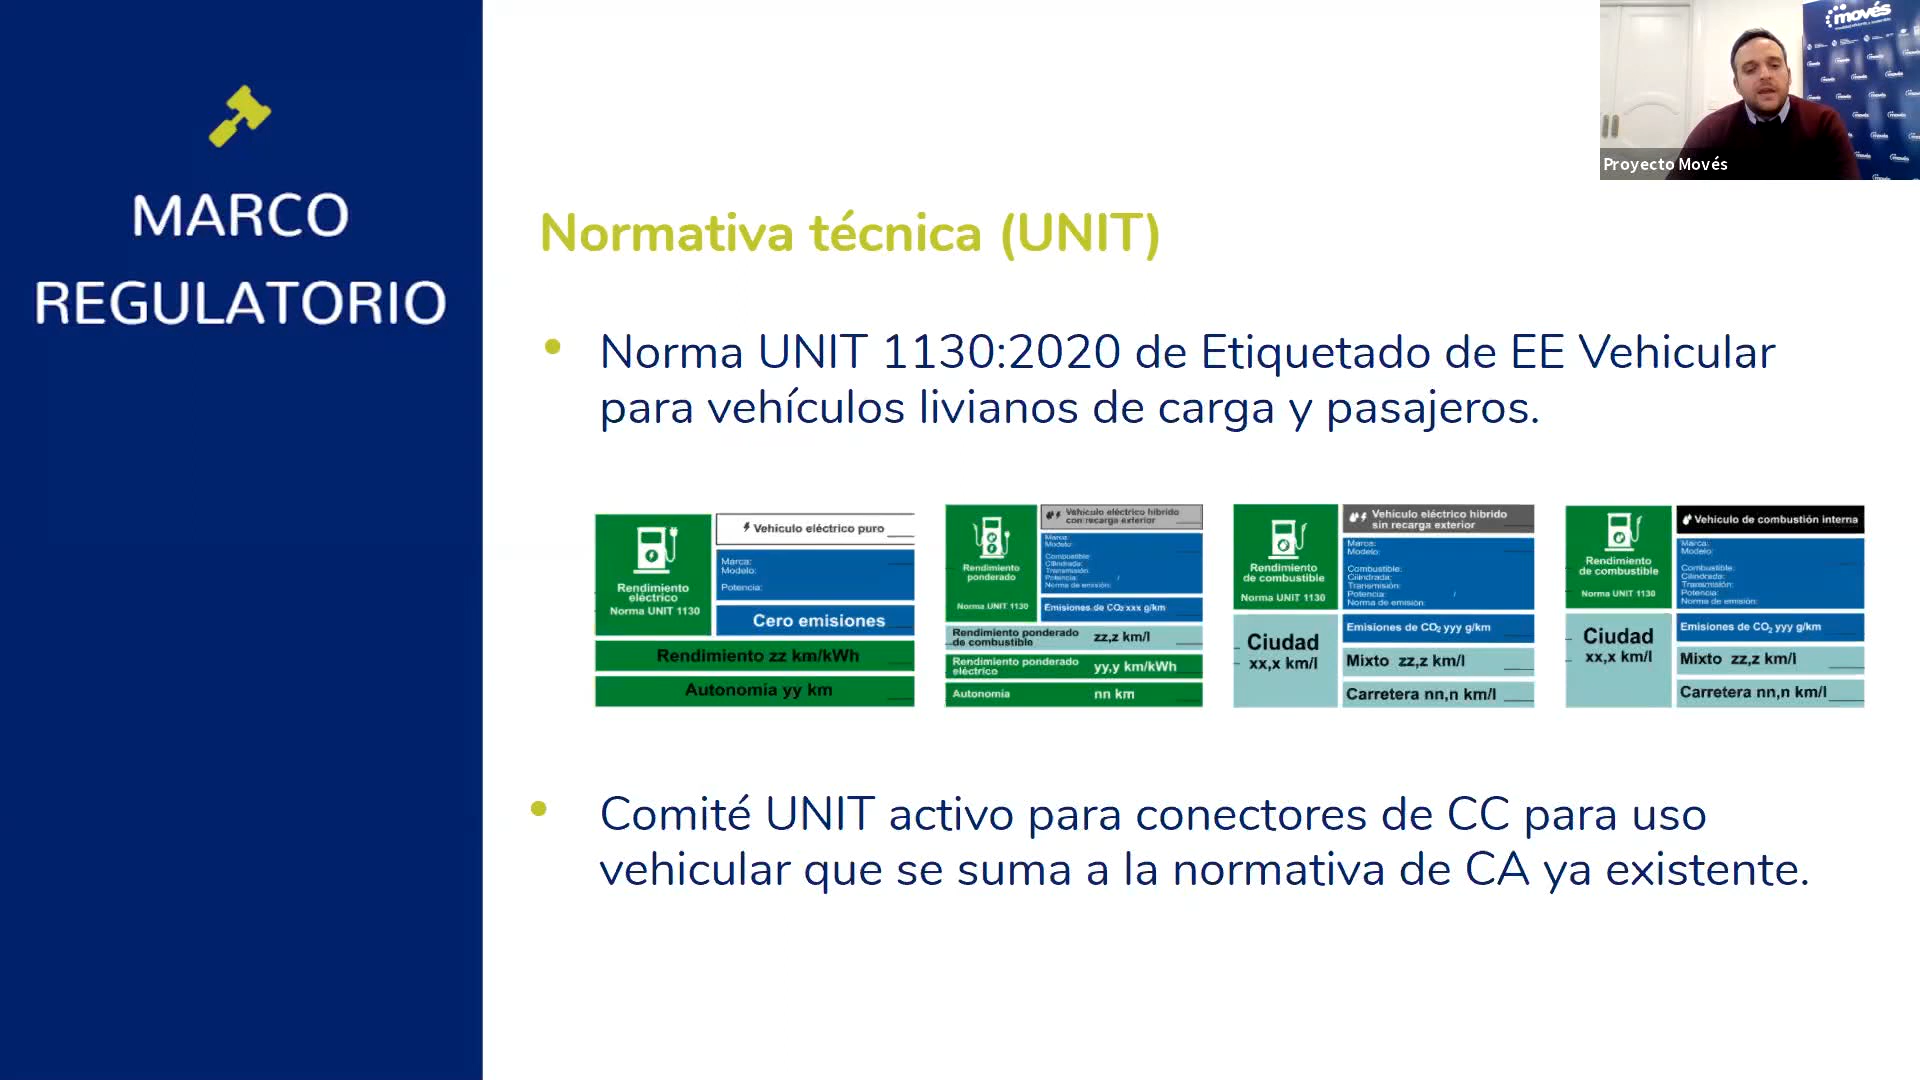 MARCO
REGULATORIO
movés
Proyecto Movés
Normativa técnica (UNIT)
Norma UNIT 1130:2020 de Etiquetado de EE Vehicular
para vehículos livianos de carga y pasajeros.
Rendimiento
eléctrico
Norma UNIT 1130
Vehículo eléctrico puro
Marca:
Modelo:
Potencia:
Cero emisiones
Rendimiento zz km/kWh
Autonomía yy km
Rendimiento
ponderado
Norma UNIT 1130
Vehículo eléctrico híbrido
con recarga exterior
Marca:
Modelo:
Combustible:
Cilindrada:
Transmisión:
Potencia: /
Norma de emisión:
Emisiones de CO₂ xxx g/km
Rendimiento ponderado
de combustible zz,z km/l
Rendimiento ponderado
eléctrico yy,y km/kWh
Autonomía nn km
Rendimiento
de combustible
Norma UNIT 1130
Vehículo eléctrico híbrido
sin recarga exterior
Marca:
Modelo:
Combustible:
Cilindrada:
Transmisión:
Potencia: /
Norma de emisión:
Ciudad
xx,x km/l
Emisiones de CO₂ yyy g/km
Mixto zz,z km/l
Carretera nn,n km/l
Rendimiento
de combustible
Norma UNIT 1130
Vehículo de combustión interna
Marca:
Modelo:
Combustible:
Cilindrada:
Transmisión:
Potencia:
Norma de emisión:
Ciudad
xx,x km/l
Emisiones de CO₂ yyy g/km
Mixto zz,z km/l
Carretera nn,n km/l
Comité UNIT activo para conectores de CC para uso
vehicular que se suma a la normativa de CA ya existente.